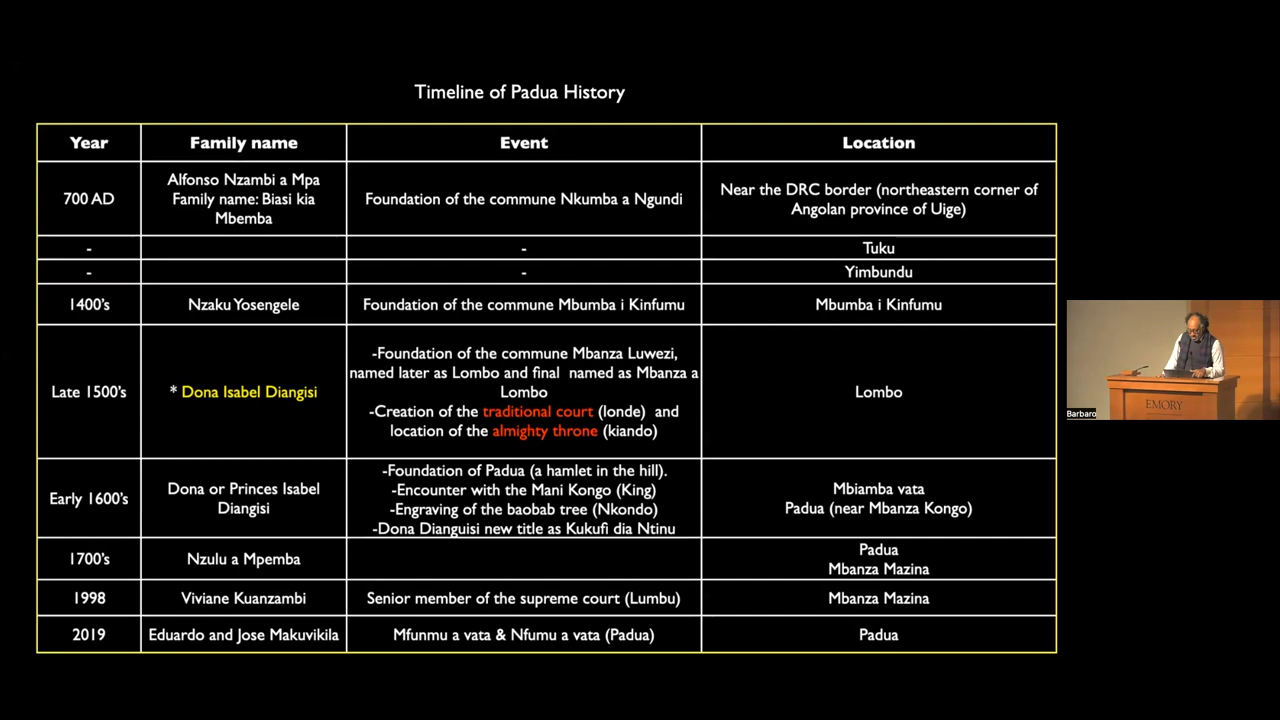 Timeline of Padua History
Year Family name Event Location
700 AD
Alfonso Nzambi a Mpa
Family name: Biasi kia
Mbemba
Foundation of the commune Nkumba a Ngundi
Near the DRC border (northeastern corner of
Angolan province of Uige)
- - Tuku
- - Yimbundu
1400's Nzaku Yosengele Foundation of the commune Mbumba i Kinfumu Mbumba i Kinfumu
Late 1500's
* Dona Isabel Diangisi
-Foundation of the commune Mbanza Luwezi,
named later as Lombo and final named as Mbanza a
Lombo
-Creation of the traditional court (londe) and
location of the almighty throne (kiando)
Lombo
Early 1600's
Dona or Princes Isabel
Diangisi
-Foundation of Padua (a hamlet in the hill).
-Encounter with the Mani Kongo (King)
-Engraving of the baobab tree (Nkondo)
-Dona Dianguisi new title as Kukufi dia Ntinu
Mbiamba vata
Padua (near Mbanza Kongo)
1700's Nzulu a Mpemba
Padua
Mbanza Mazina
1998 Viviane Kuanzambi Senior member of the supreme court (Lumbu) Mbanza Mazina
2019 Eduardo and Jose Makuvikila Mfunmu a vata & Nfumu a vata (Padua) Padua
EMORY
Barbaro